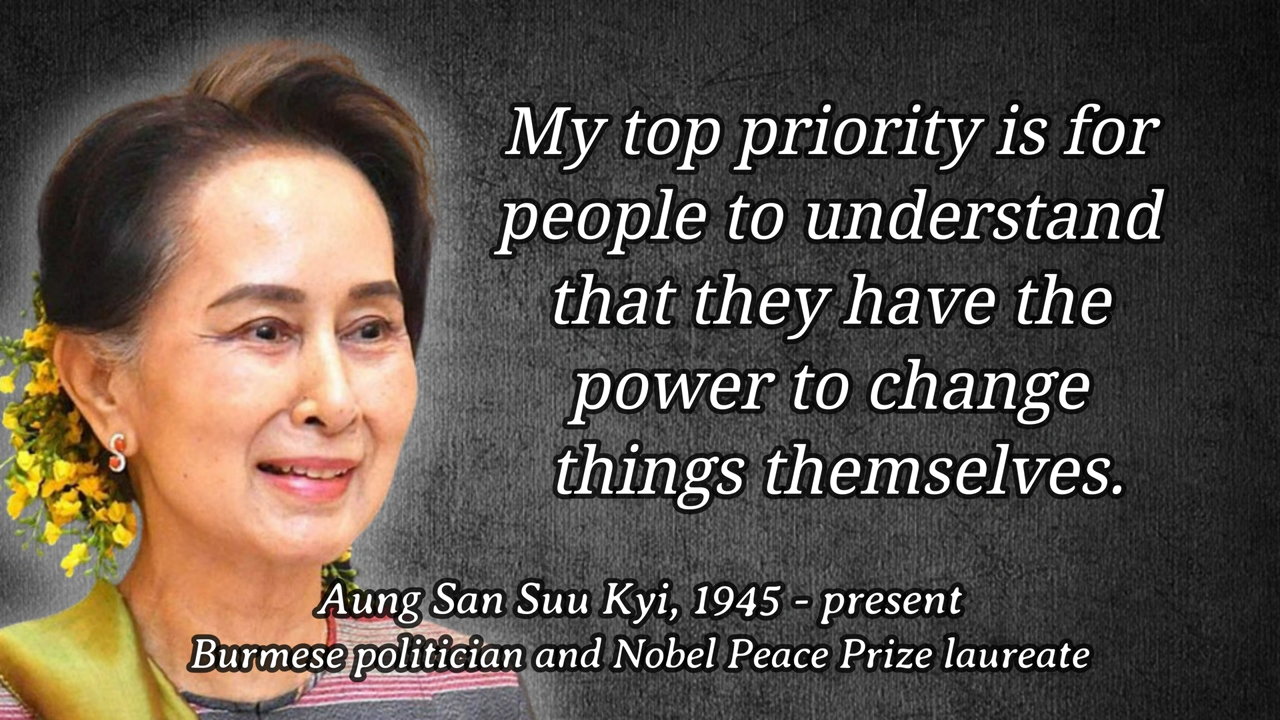 My top priority is for
people to understand
that they have the
power to change
things themselves.
Aung San Suu Kyi, 1945 - present
Burmese politician and Nobel Peace Prize laureate